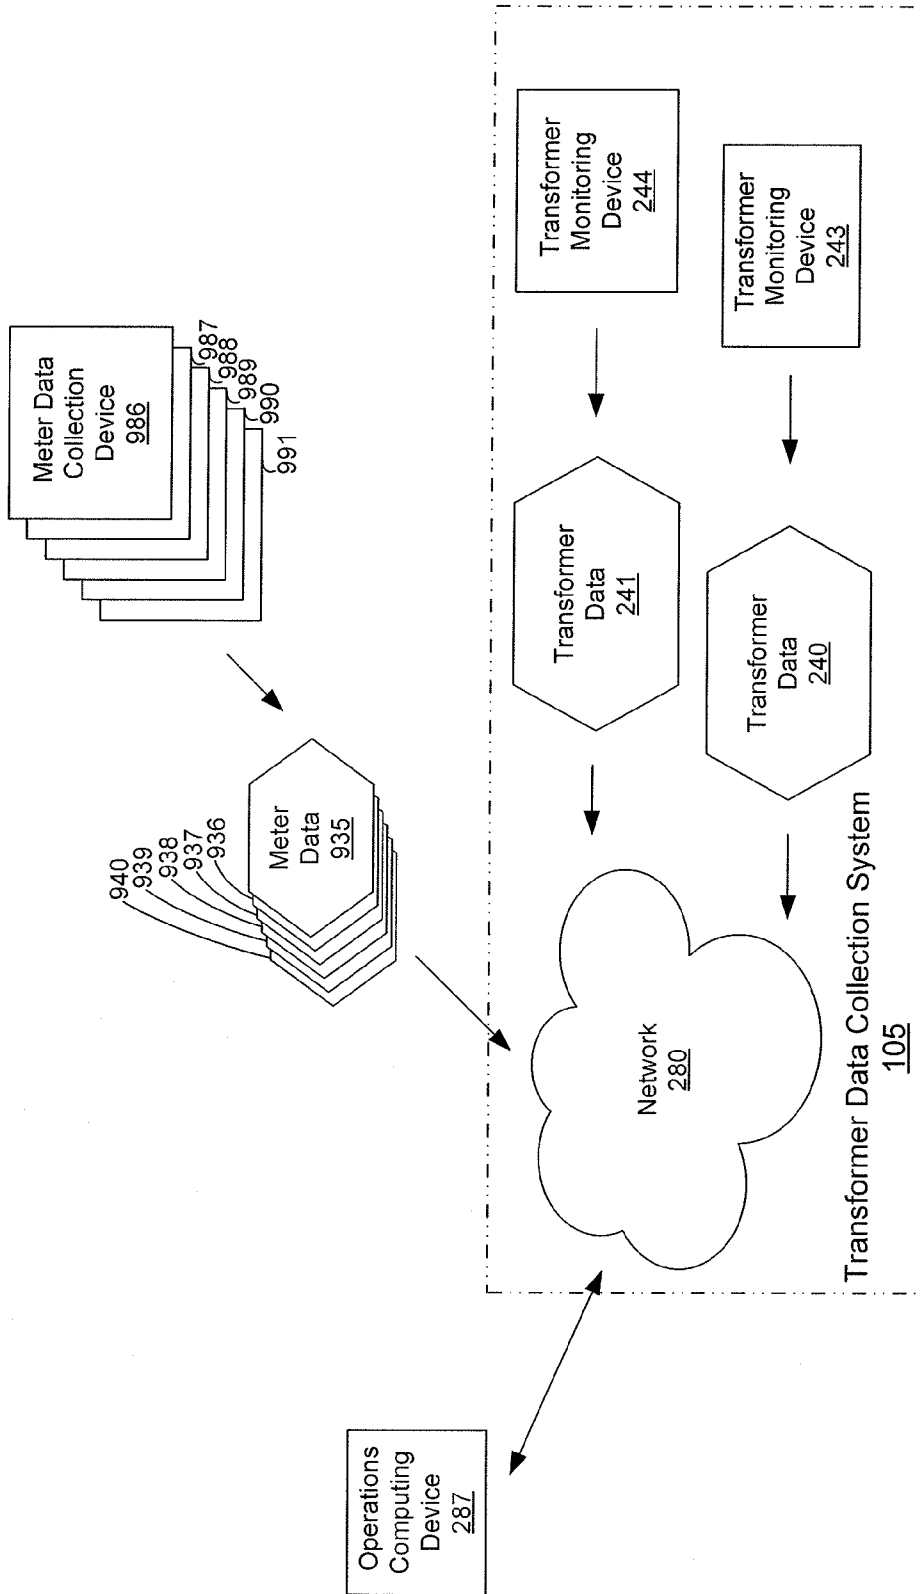 Meter Data
Collection
Device
986
987
988
989
990
991
940
939
938
937
936
Meter
Data
935
Operations
Computing
Device
287
Network
280
Transformer
Data
241
Transformer
Monitoring
Device
244
Transformer
Data
240
Transformer
Monitoring
Device
243
Transformer Data Collection System
105